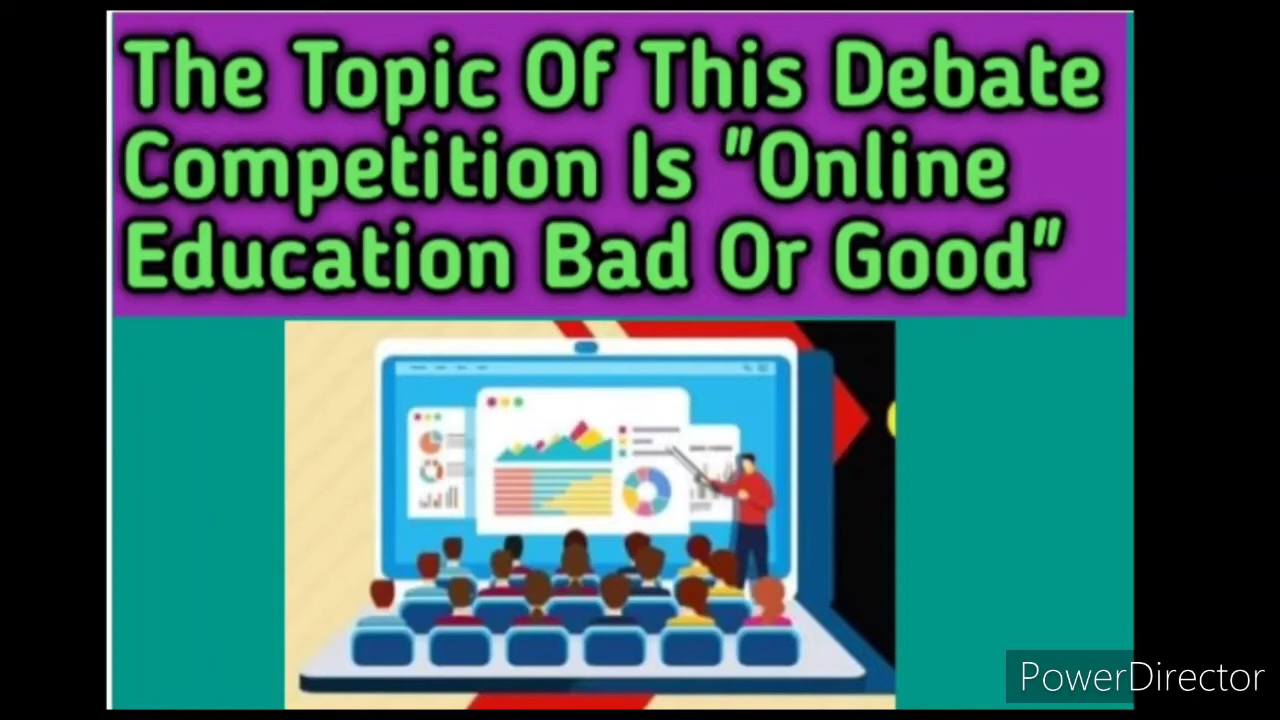 The Topic Of This Debate
Competition Is "Online
Education Bad Or Good"
PowerDirector